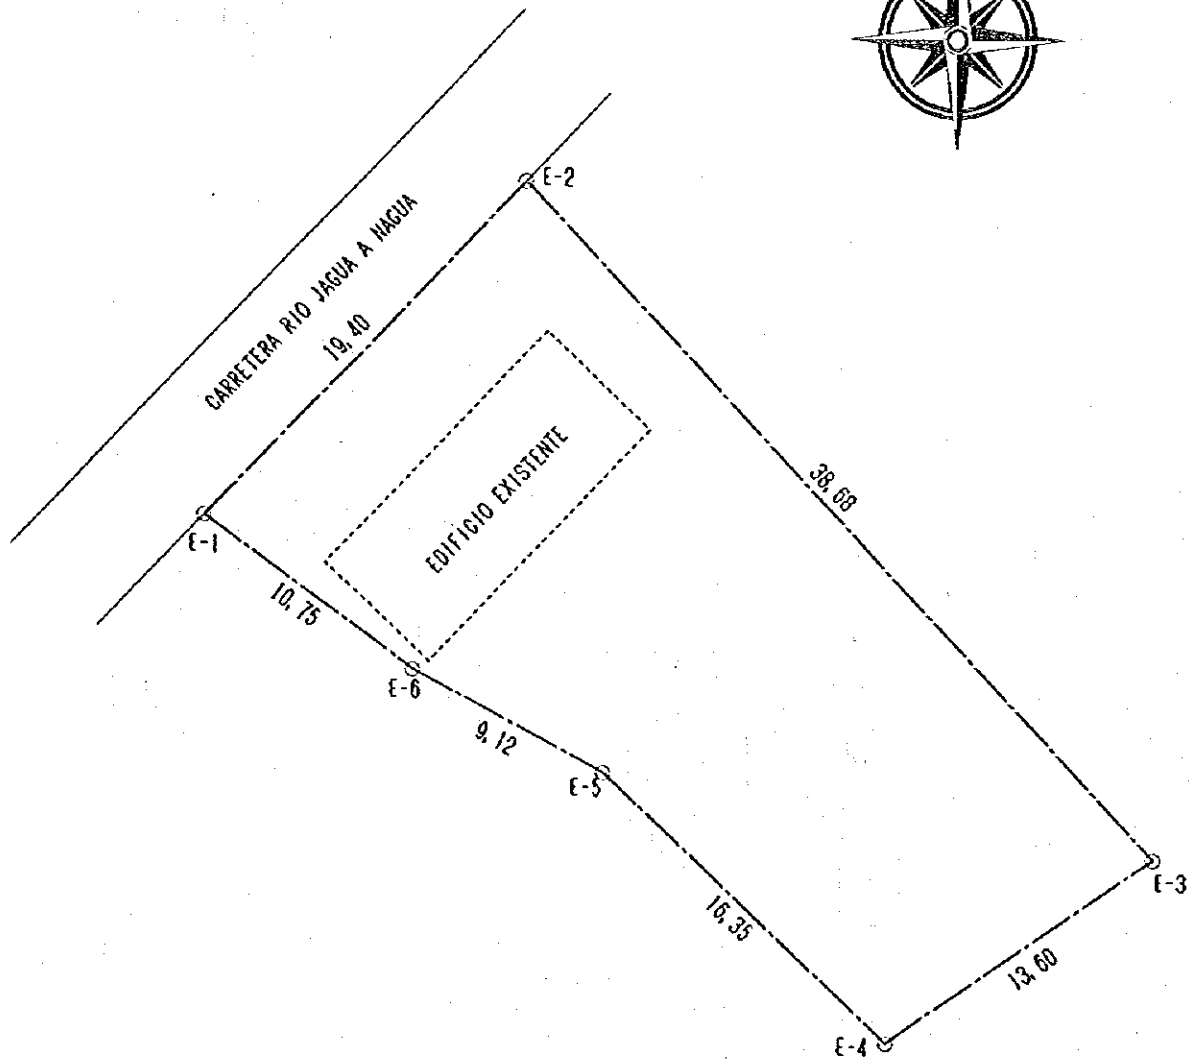 E-2
CARRETERA RIO JAGUA A NAGUA
19,40
EDIFICIO EXISTENTE
38,68
E-1
10,75
E-6
9,12
E-5
E-3
16,35
13,60
E-4